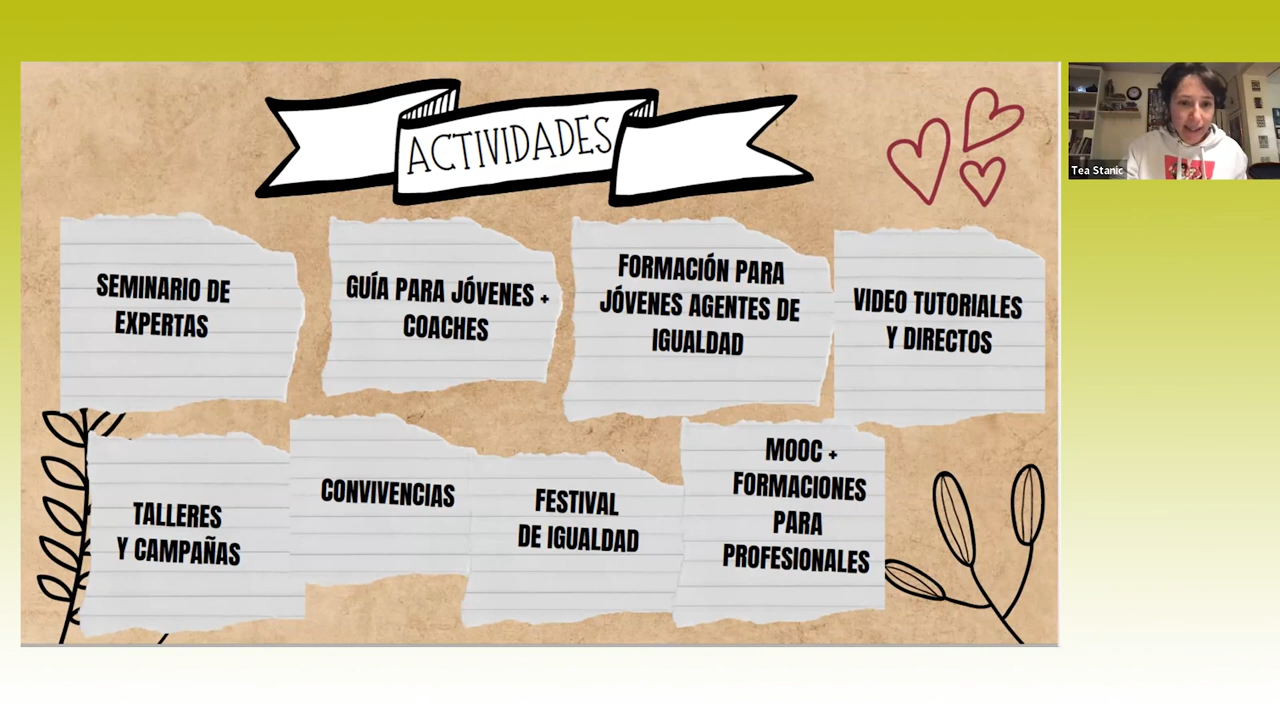 ACTIVIDADES
Tea Stanic
SEMINARIO DE
EXPERTAS
GUÍA PARA JÓVENES +
COACHES
FORMACIÓN PARA
JÓVENES AGENTES DE
IGUALDAD
VIDEO TUTORIALES
Y DIRECTOS
TALLERES
Y CAMPAÑAS
CONVIVENCIAS
FESTIVAL
DE IGUALDAD
MOOC +
FORMACIONES
PARA
PROFESIONALES